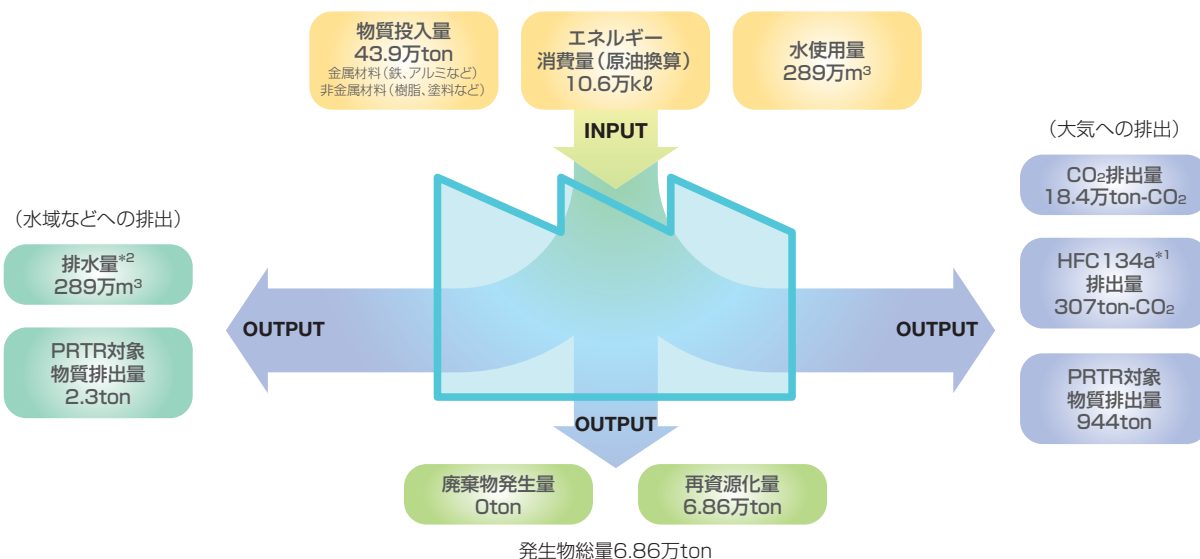 物質投入量
43.9万ton
金属材料(鉄、アルミなど)
非金属材料(樹脂、塗料など)
エネルギー
消費量(原油換算)
10.6万kℓ
水使用量
289万m³
INPUT
(大気への排出)
CO₂排出量
18.4万ton-CO₂
HFC134a*1
排出量
307ton-CO₂
PRTR対象
物質排出量
944ton
OUTPUT
(水域などへの排出)
排水量*2
289万m³
PRTR対象
物質排出量
2.3ton
OUTPUT
OUTPUT
廃棄物発生量
0ton
再資源化量
6.86万ton
発生物総量6.86万ton